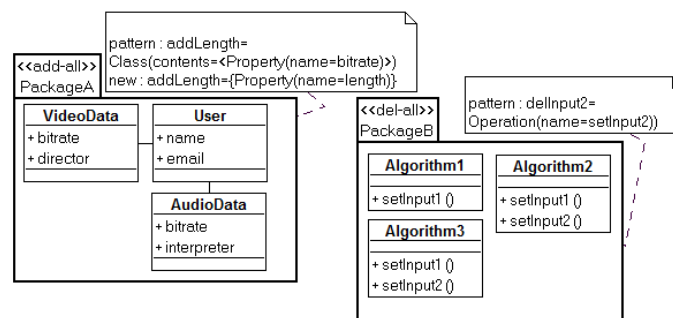 pattern : addLength=
Class(contents=<Property(name=bitrate)>)
new : addLength={Property(name=length)}
<<add-all>>
PackageA
VideoData
+ bitrate
+ director
User
+ name
+ email
AudioData
+ bitrate
+ interpreter
pattern : delInput2=
Operation(name=setInput2))
<<del-all>>
PackageB
Algorithm1
+ setInput1 ()
Algorithm2
+ setInput1 ()
+ setInput2 ()
Algorithm3
+ setInput1 ()
+ setInput2 ()